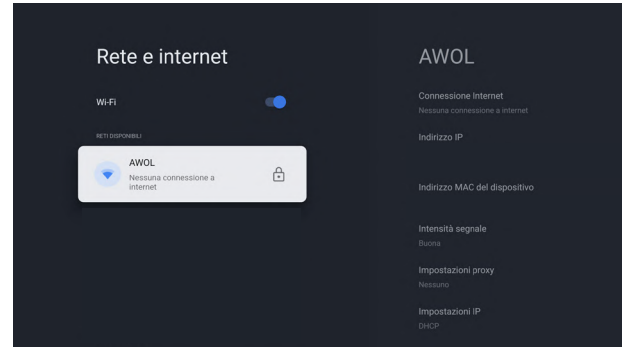 Rete e internet
Wi-Fi
RETI DISPONIBILI
AWOL
Nessuna connessione a
internet
AWOL
Connessione Internet
Nessuna connessione a internet
Indirizzo IP
Indirizzo MAC del dispositivo
Intensità segnale
Buona
Impostazioni proxy
Nessuno
Impostazioni IP
DHCP